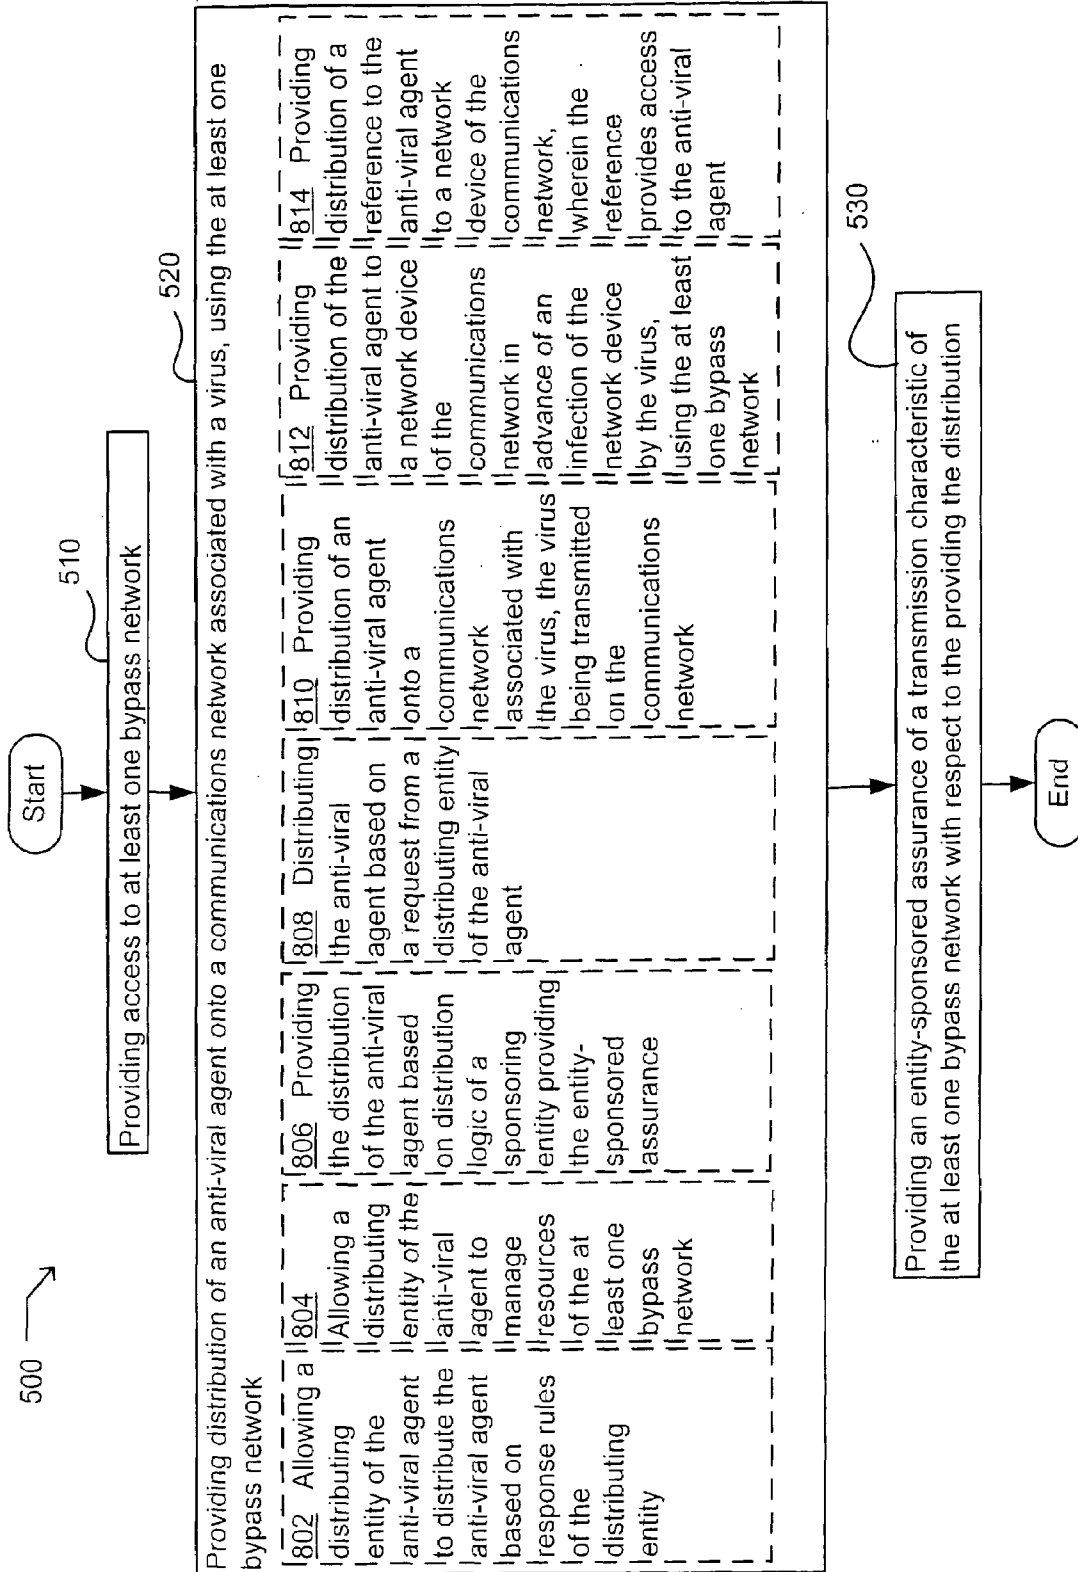 500
Start
510
Providing access to at least one bypass network
520
Providing distribution of an anti-viral agent onto a communications network associated with a virus, using the at least one
bypass network
802 Allowing a
distributing
entity of the
anti-viral agent
to distribute the
anti-viral agent
based on
response rules
of the
distributing
entity
804
Allowing a
distributing
entity of the
anti-viral
agent to
manage
resources
of the at
least one
bypass
network
806 Providing
the distribution
of the anti-viral
agent based
on distribution
logic of a
sponsoring
entity providing
the entity-
sponsored
assurance
808 Distributing
the anti-viral
agent based on
a request from a
distributing entity
of the anti-viral
agent
810 Providing
distribution of an
anti-viral agent
onto a
communications
network
associated with
the virus, the virus
being transmitted
on the
communications
network
812 Providing
distribution of the
anti-viral agent to
a network device
of the
communications
network in
advance of an
infection of the
network device
by the virus,
using the at least
one bypass
network
814 Providing
distribution of a
reference to the
anti-viral agent
to a network
device of the
communications
network,
wherein the
reference
provides access
to the anti-viral
agent
530
Providing an entity-sponsored assurance of a transmission characteristic of
the at least one bypass network with respect to the providing the distribution
End